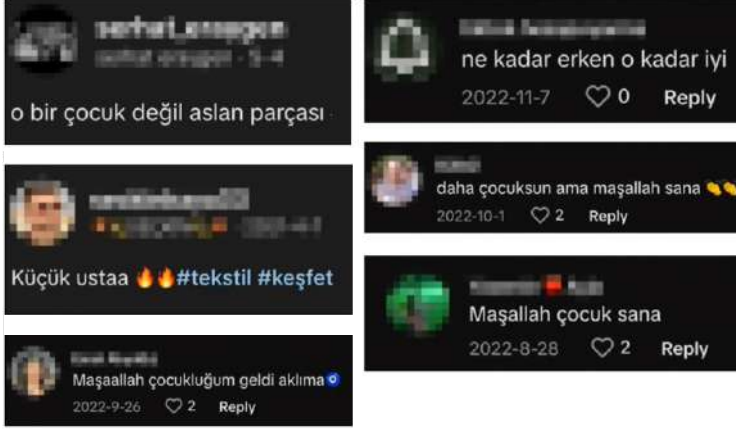 o bir çocuk değil aslan parçası
Küçük ustaa 🔥🔥#tekstil #keşfet
Maşaallah çocukluğum geldi aklıma🧿
2022-9-26 2 Reply
ne kadar erken o kadar iyi
2022-11-7 0 Reply
daha çocuksun ama maşallah sana 👏👏
2022-10-1 2 Reply
Maşallah çocuk sana
2022-8-28 2 Reply